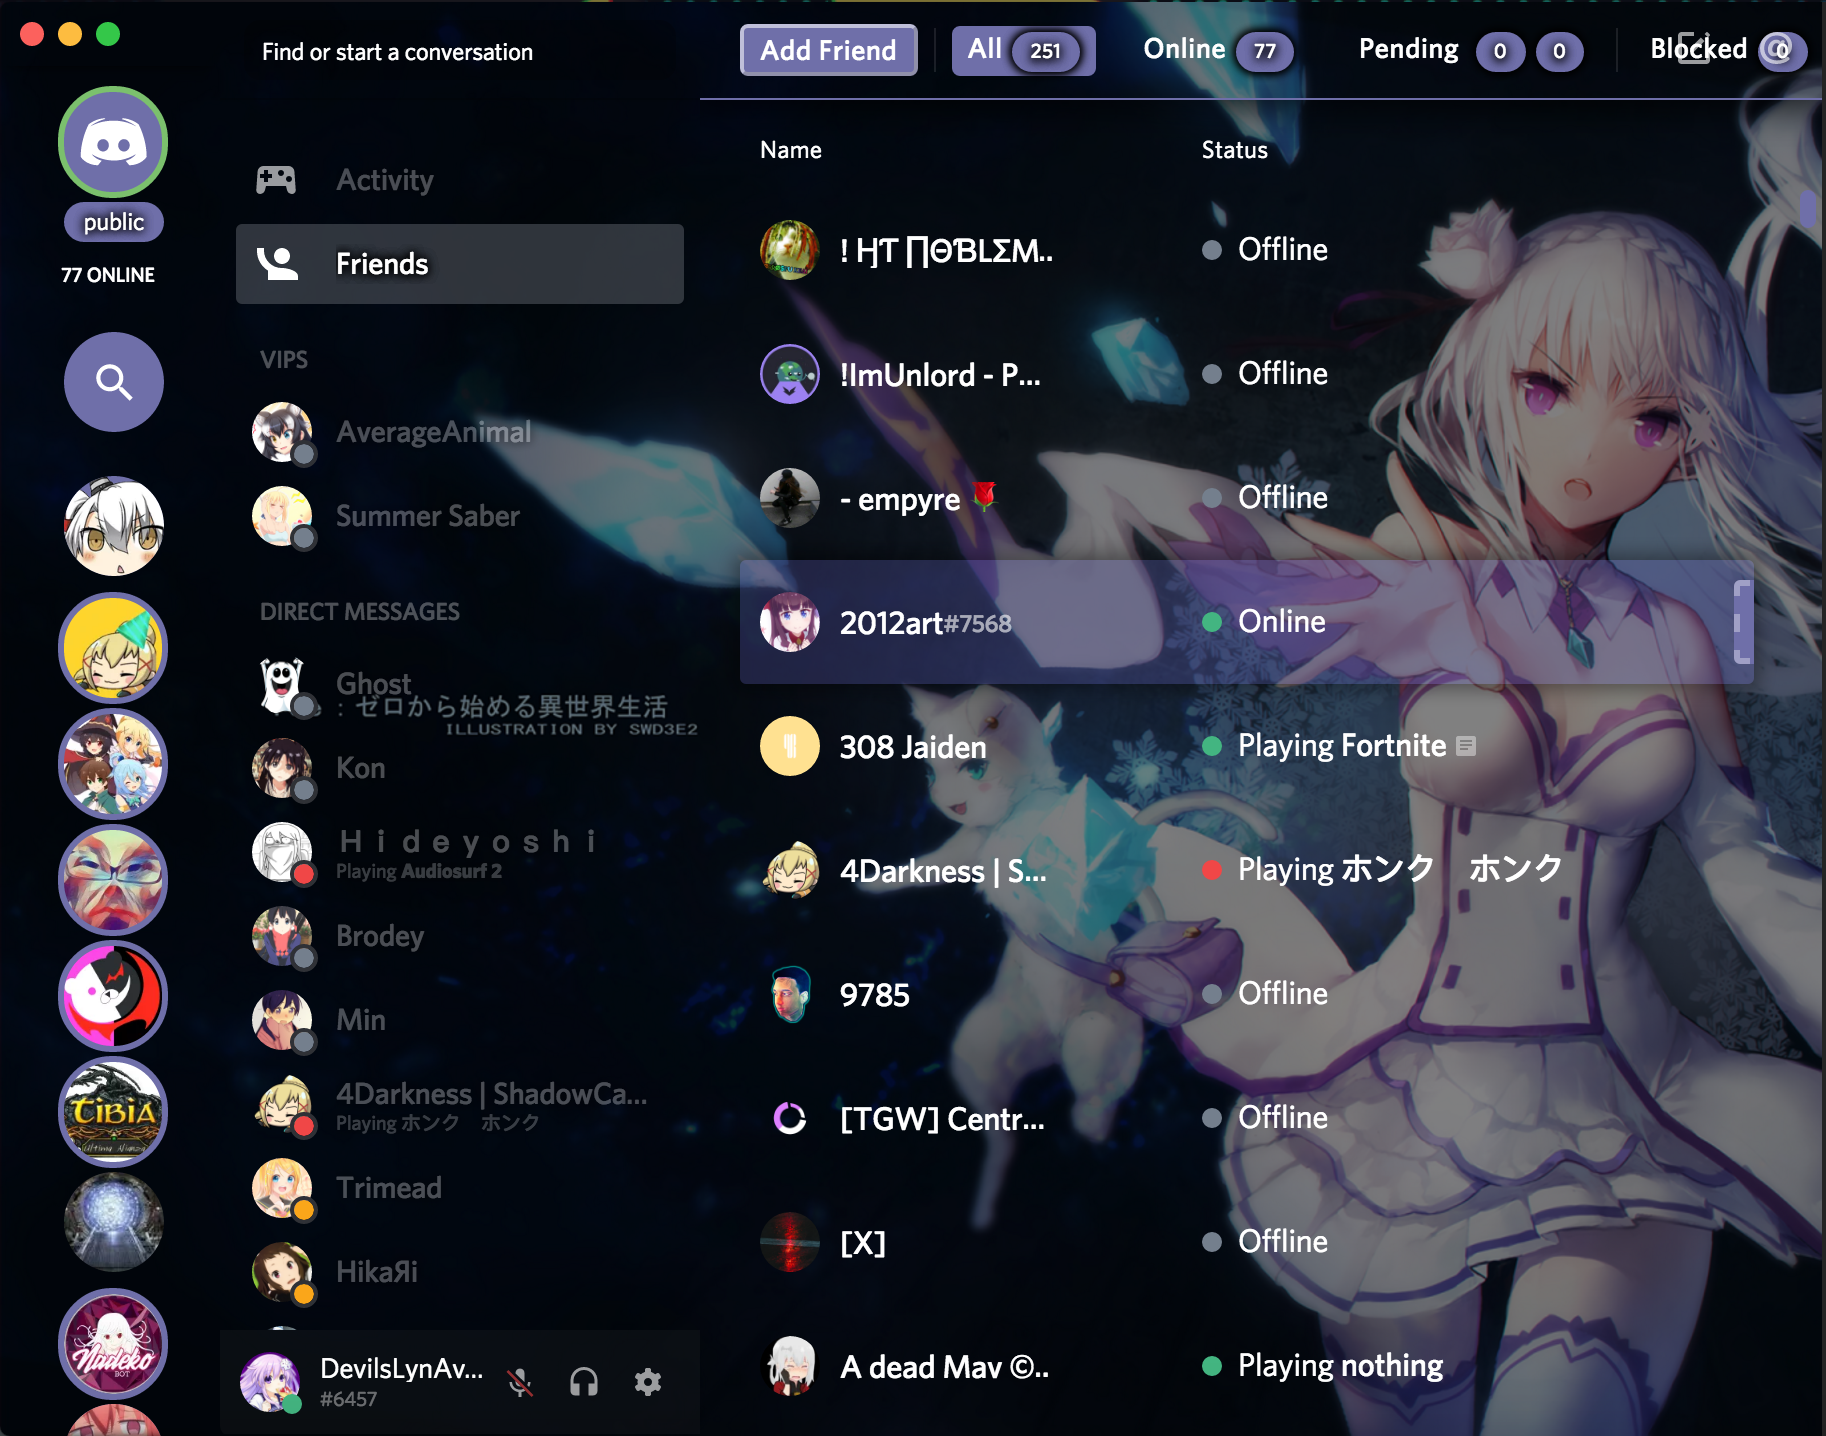 Find or start a conversation
Add Friend
All 251
Online 77
Pending 0 0
Blocked 0
public
77 ONLINE
Activity
Friends
VIPS
AverageAnimal
Summer Saber
DIRECT MESSAGES
Ghost
: ゼロから始める異世界生活
ILLUSTRATION BY SWD3E2
Kon
Ｈｉｄｅｙｏｓｈｉ
Playing Audiosurf 2
Brodey
Min
4Darkness | ShadowCa...
Playing ホンク　ホンク
Trimead
HikaЯi
TIBIA
Nadeko
BOT
DevilsLynAv...
#6457
Name Status
Offline
!ImUnlord - P... Offline
- empyre 🌹 Offline
2012art#7568 Online
308 Jaiden Playing Fortnite
4Darkness | S... Playing ホンク　ホンク
9785 Offline
[TGW] Centr... Offline
[X] Offline
A dead Mav ©.. Playing nothing